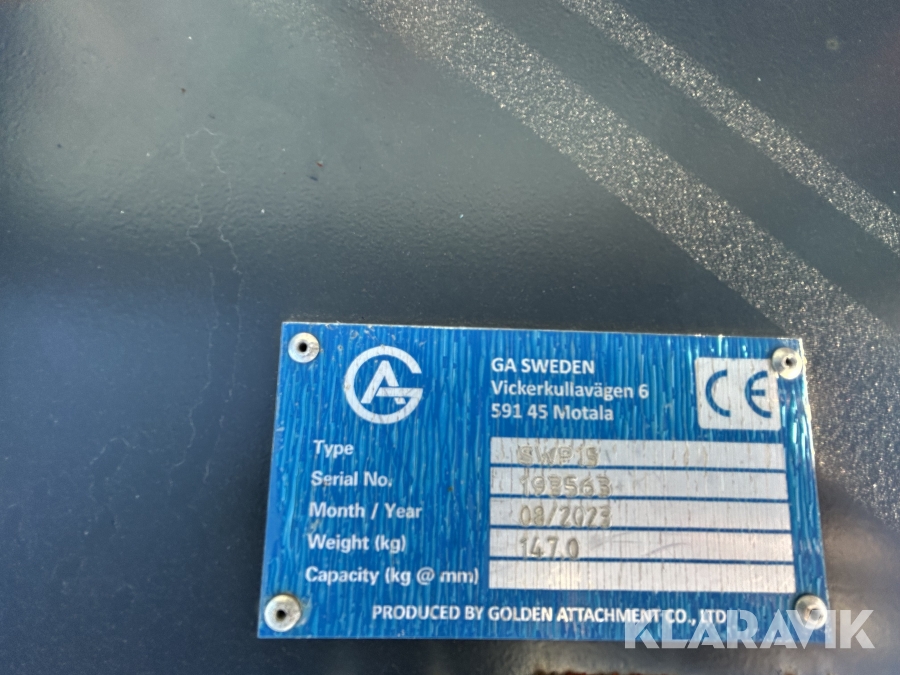 GA SWEDEN
Vickerkullavägen 6
591 45 Motala
CE
Type
Serial No. 103563
Month / Year 08/2023
Weight (kg) 147.0
Capacity (kg @ mm)
PRODUCED BY GOLDEN ATTACHMENT CO., LTD
KLARAVIK